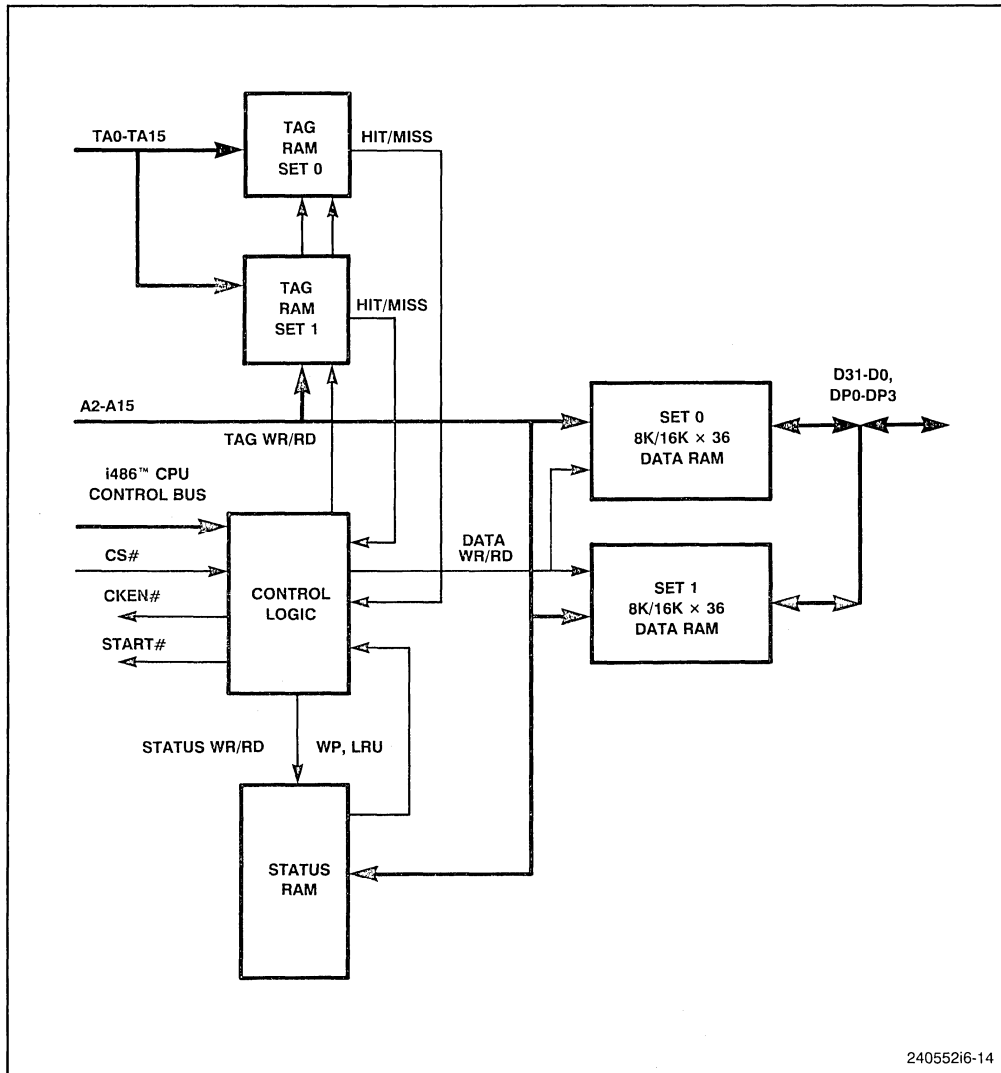 TA0-TA15
TAG
RAM
SET 0
HIT/MISS
TAG
RAM
SET 1
HIT/MISS
A2-A15
TAG WR/RD
D31-D0,
DP0-DP3
SET 0
8K/16K × 36
DATA RAM
i486™ CPU
CONTROL BUS
CS#
CKEN#
START#
CONTROL
LOGIC
DATA
WR/RD
SET 1
8K/16K × 36
DATA RAM
STATUS WR/RD
WP, LRU
STATUS
RAM
240552i6-14